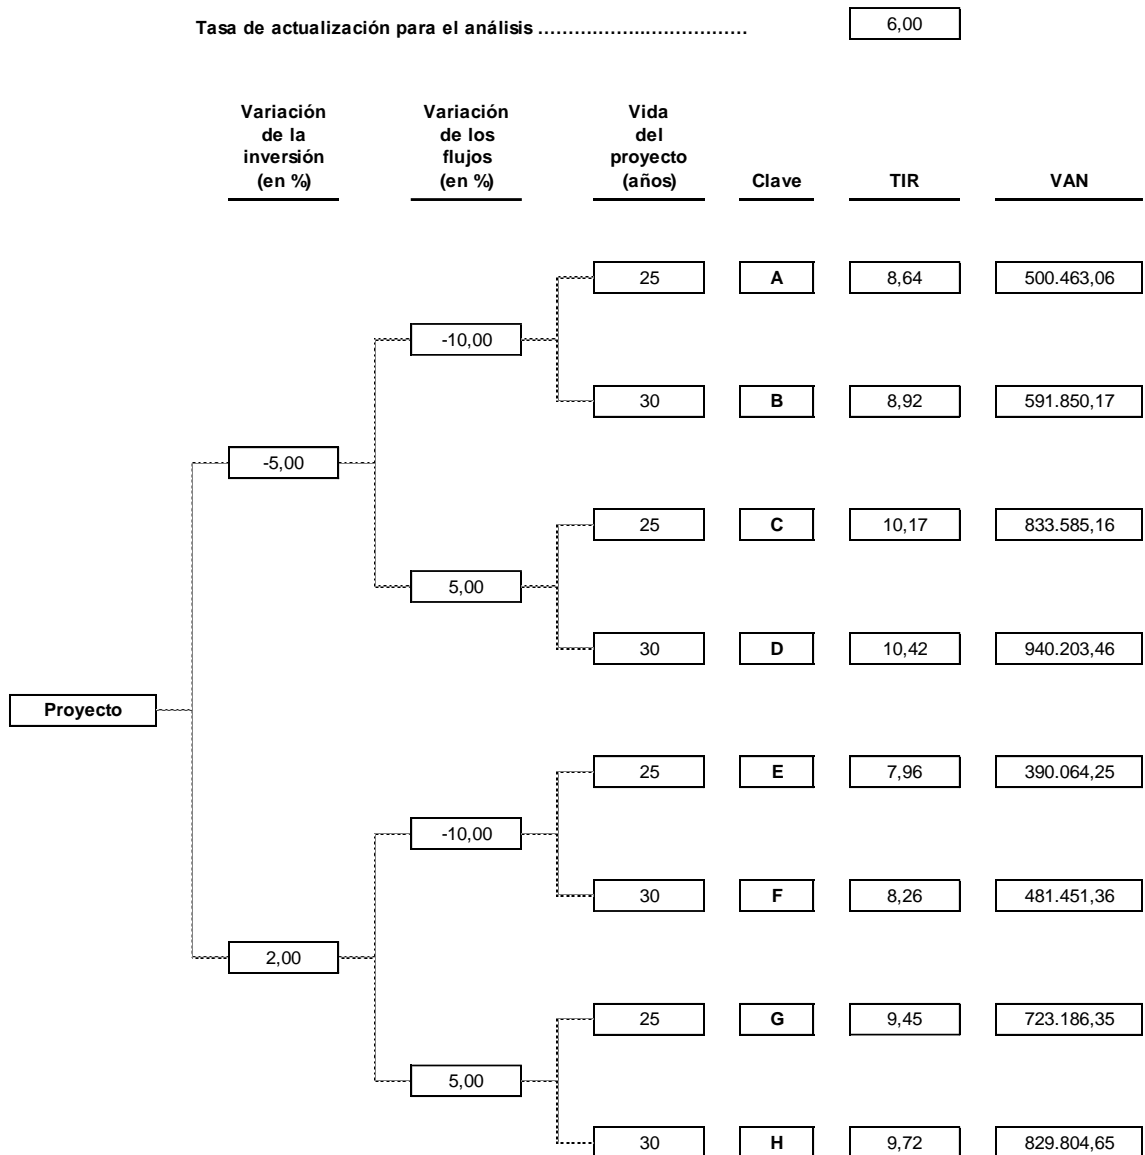 Tasa de actualización para el análisis ................................... 6,00
Variación de la inversión (en %)
Variación de los flujos (en %)
Vida del proyecto (años)
Clave
TIR
VAN
25 A 8,64 500.463,06
-10,00
30 B 8,92 591.850,17
-5,00
25 C 10,17 833.585,16
5,00
30 D 10,42 940.203,46
Proyecto
25 E 7,96 390.064,25
-10,00
30 F 8,26 481.451,36
2,00
25 G 9,45 723.186,35
5,00
30 H 9,72 829.804,65